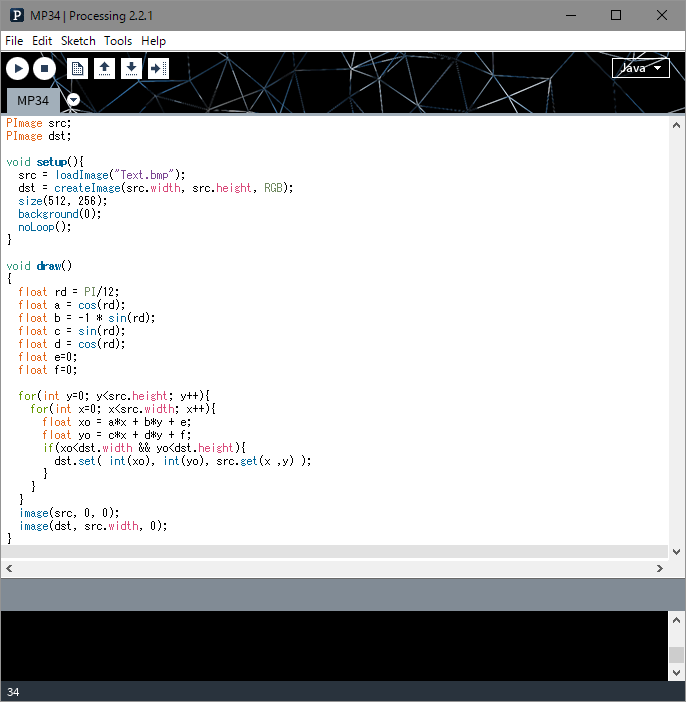 P MP34 | Processing 2.2.1
File Edit Sketch Tools Help
Java
MP34
PImage src;
PImage dst;

void setup(){
  src = loadImage("Text.bmp");
  dst = createImage(src.width, src.height, RGB);
  size(512, 256);
  background(0);
  noLoop();
}

void draw()
{
  float rd = PI/12;
  float a = cos(rd);
  float b = -1 * sin(rd);
  float c = sin(rd);
  float d = cos(rd);
  float e=0;
  float f=0;

  for(int y=0; y<src.height; y++){
    for(int x=0; x<src.width; x++){
      float xo = a*x + b*y + e;
      float yo = c*x + d*y + f;
      if(xo<dst.width && yo<dst.height){
        dst.set( int(xo), int(yo), src.get(x ,y) );
      }
    }
  }
  image(src, 0, 0);
  image(dst, src.width, 0);
}
34